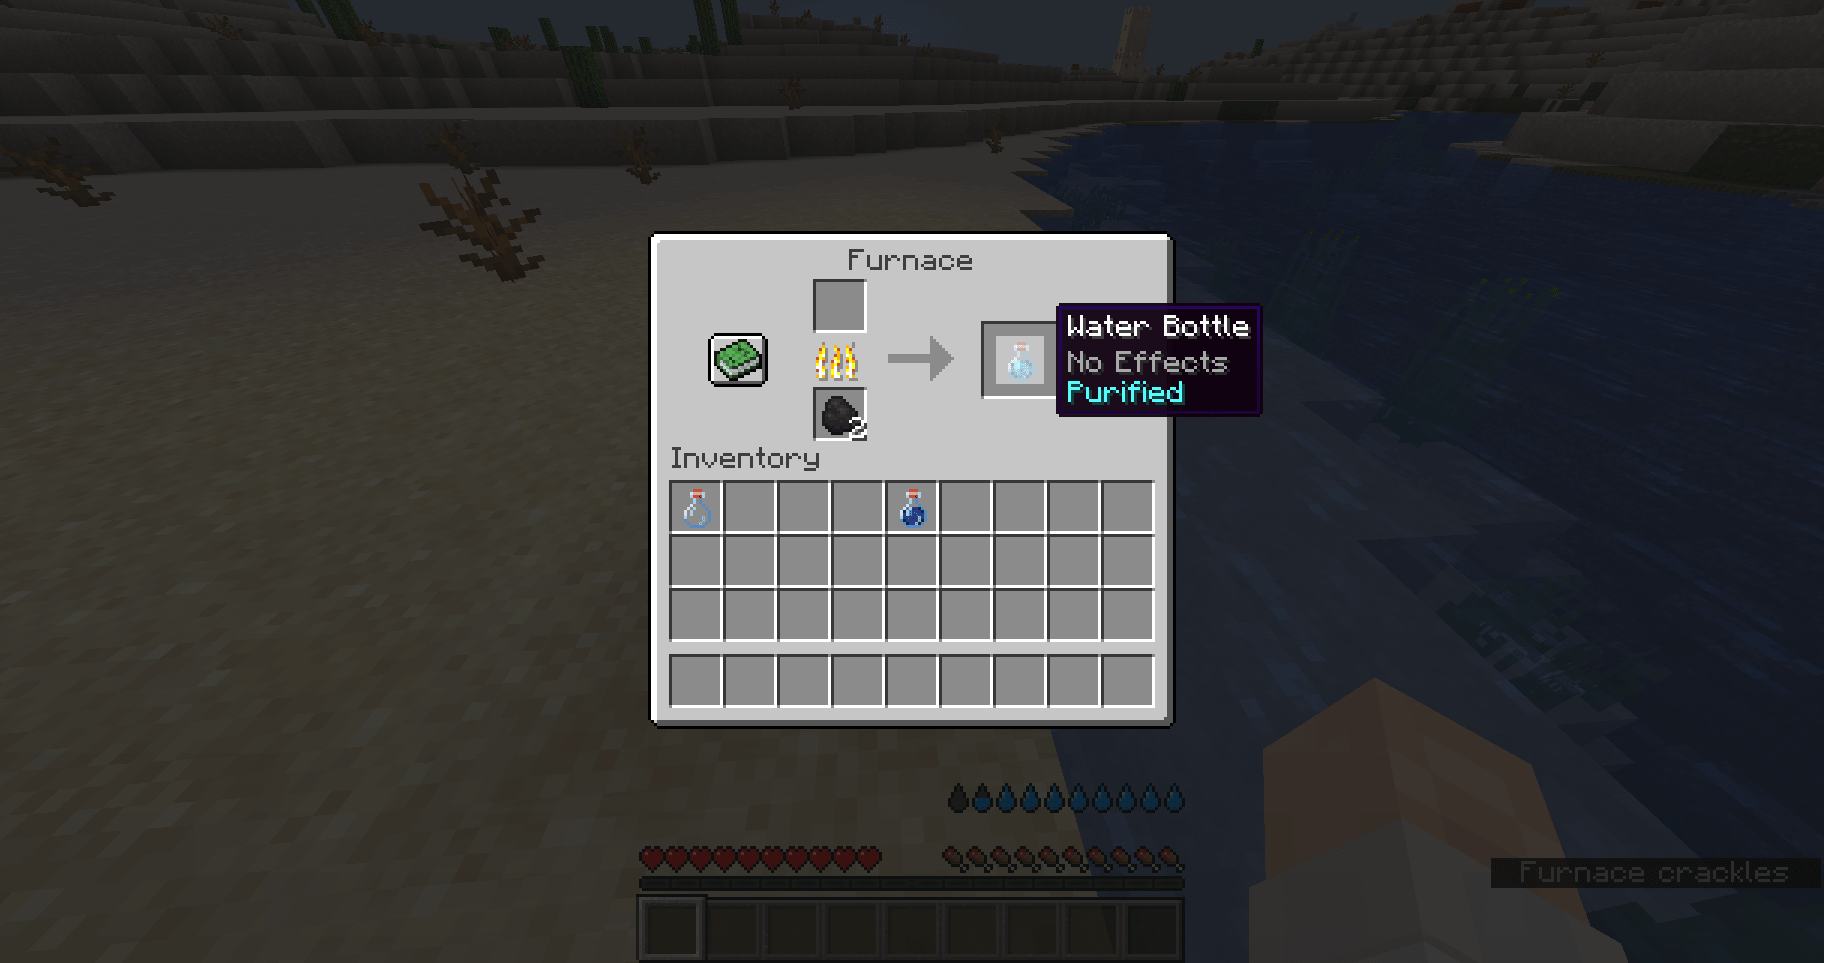 Furnace
Water Bottle
No Effects
Purified
2
Inventory
Furnace crackles